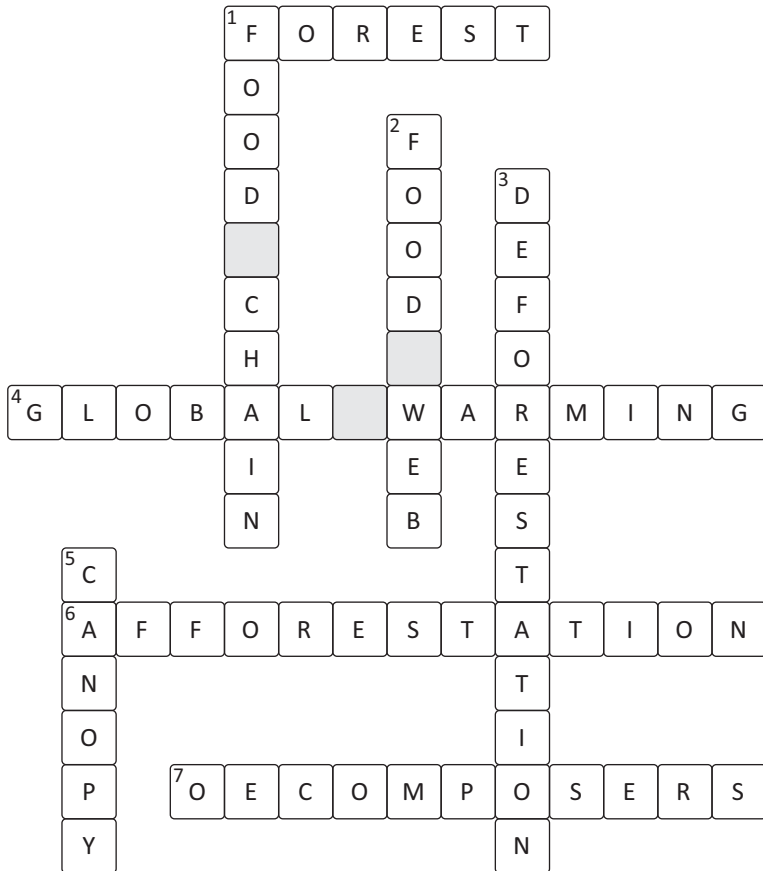 1 F O R E S T
O
O 2 F
D O 3 D
O E
C D F
H O
4 G L O B A L W A R M I N G
I E E
N B S
5 C T
6 A F F O R E S T A T I O N
N T
O I
P 7 O E C O M P O S E R S
Y N